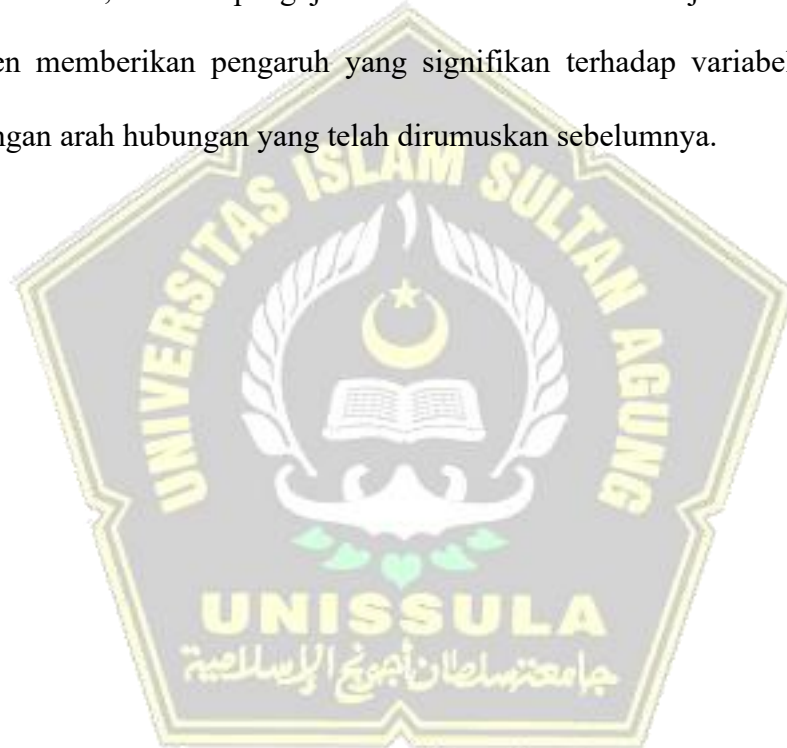 en memberikan pengaruh yang signifikan terhadap variabel
ngan arah hubungan yang telah dirumuskan sebelumnya.
UNIVERSITAS ISLAM SULTAN AGUNG
UNISSULA
جامعة سلطان أجونج الإسلامية